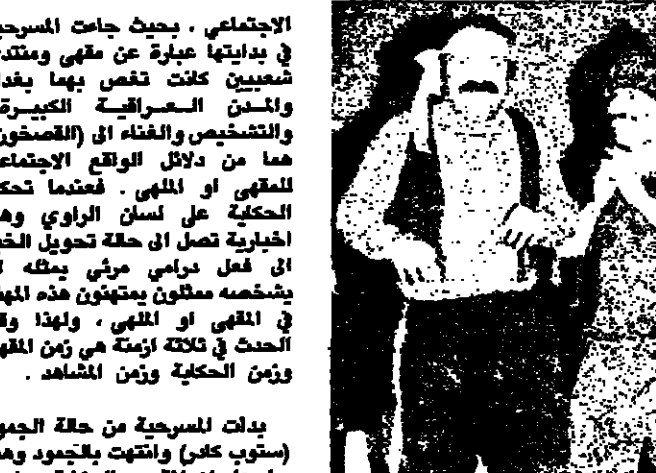 الاجتماعي . بحيث جاءت المسرحي
في بدايتها عبارة عن مقهى ومنتد
شعبيين كانت تغص بهما بغدا
والمدن العراقية الكبيرة
والتشخيص والغناء الى (القصخون
هما من دلائل الواقع الاجتماع
للمقهى او الملهى . فعندما تحك
الحكاية على لسان الراوي وه
اخبارية تصل الى حالة تحويل الخ
الى فعل درامي مرئي يمثله ا
يشخصه ممثلون يمتهنون هذه المه
في المقهى او الملهى ، ولهذا وق
الحدث في ثلاثة ازمنة هي زمن المقه
وزمن الحكاية وزمن المشاهد .
بدأت المسرحية من حالة الجمو
(ستوب كادر) وانتهت بالجمود وه